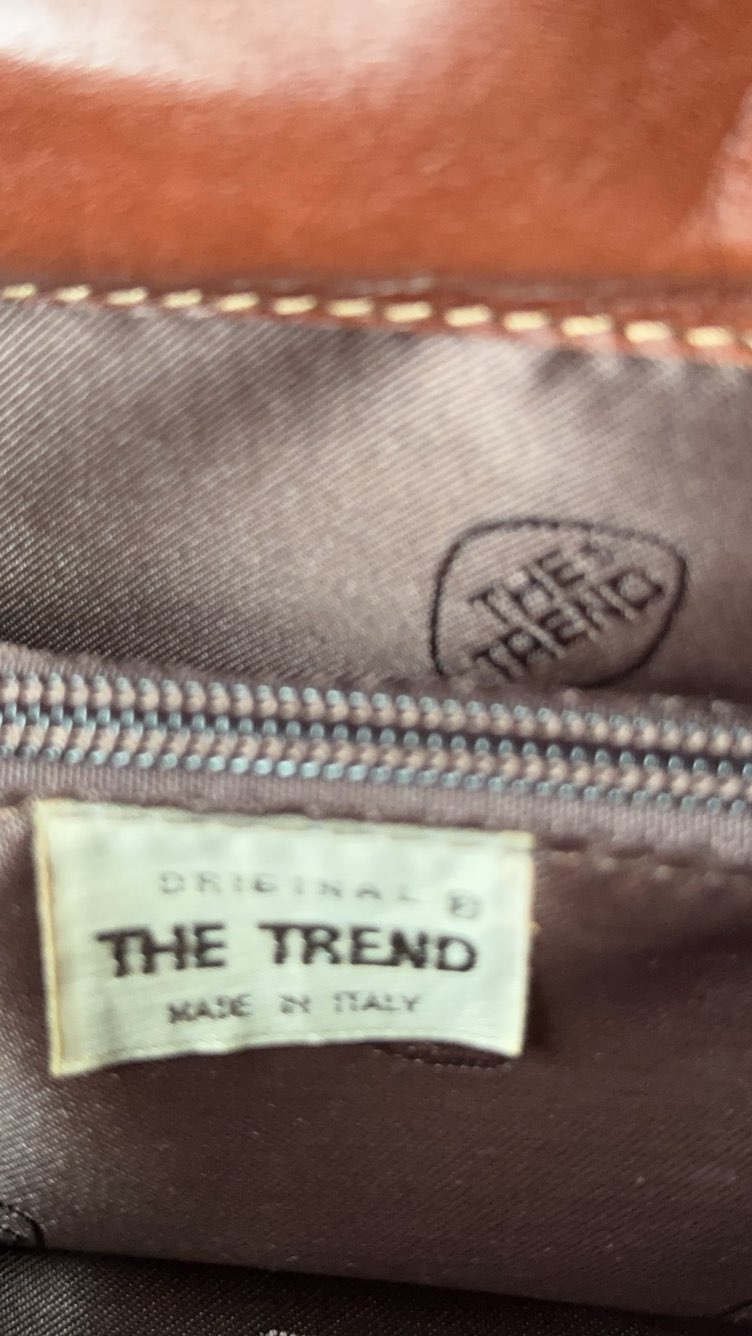 THE ®
TREND
ORIGINAL ®
THE TREND
MADE IN ITALY